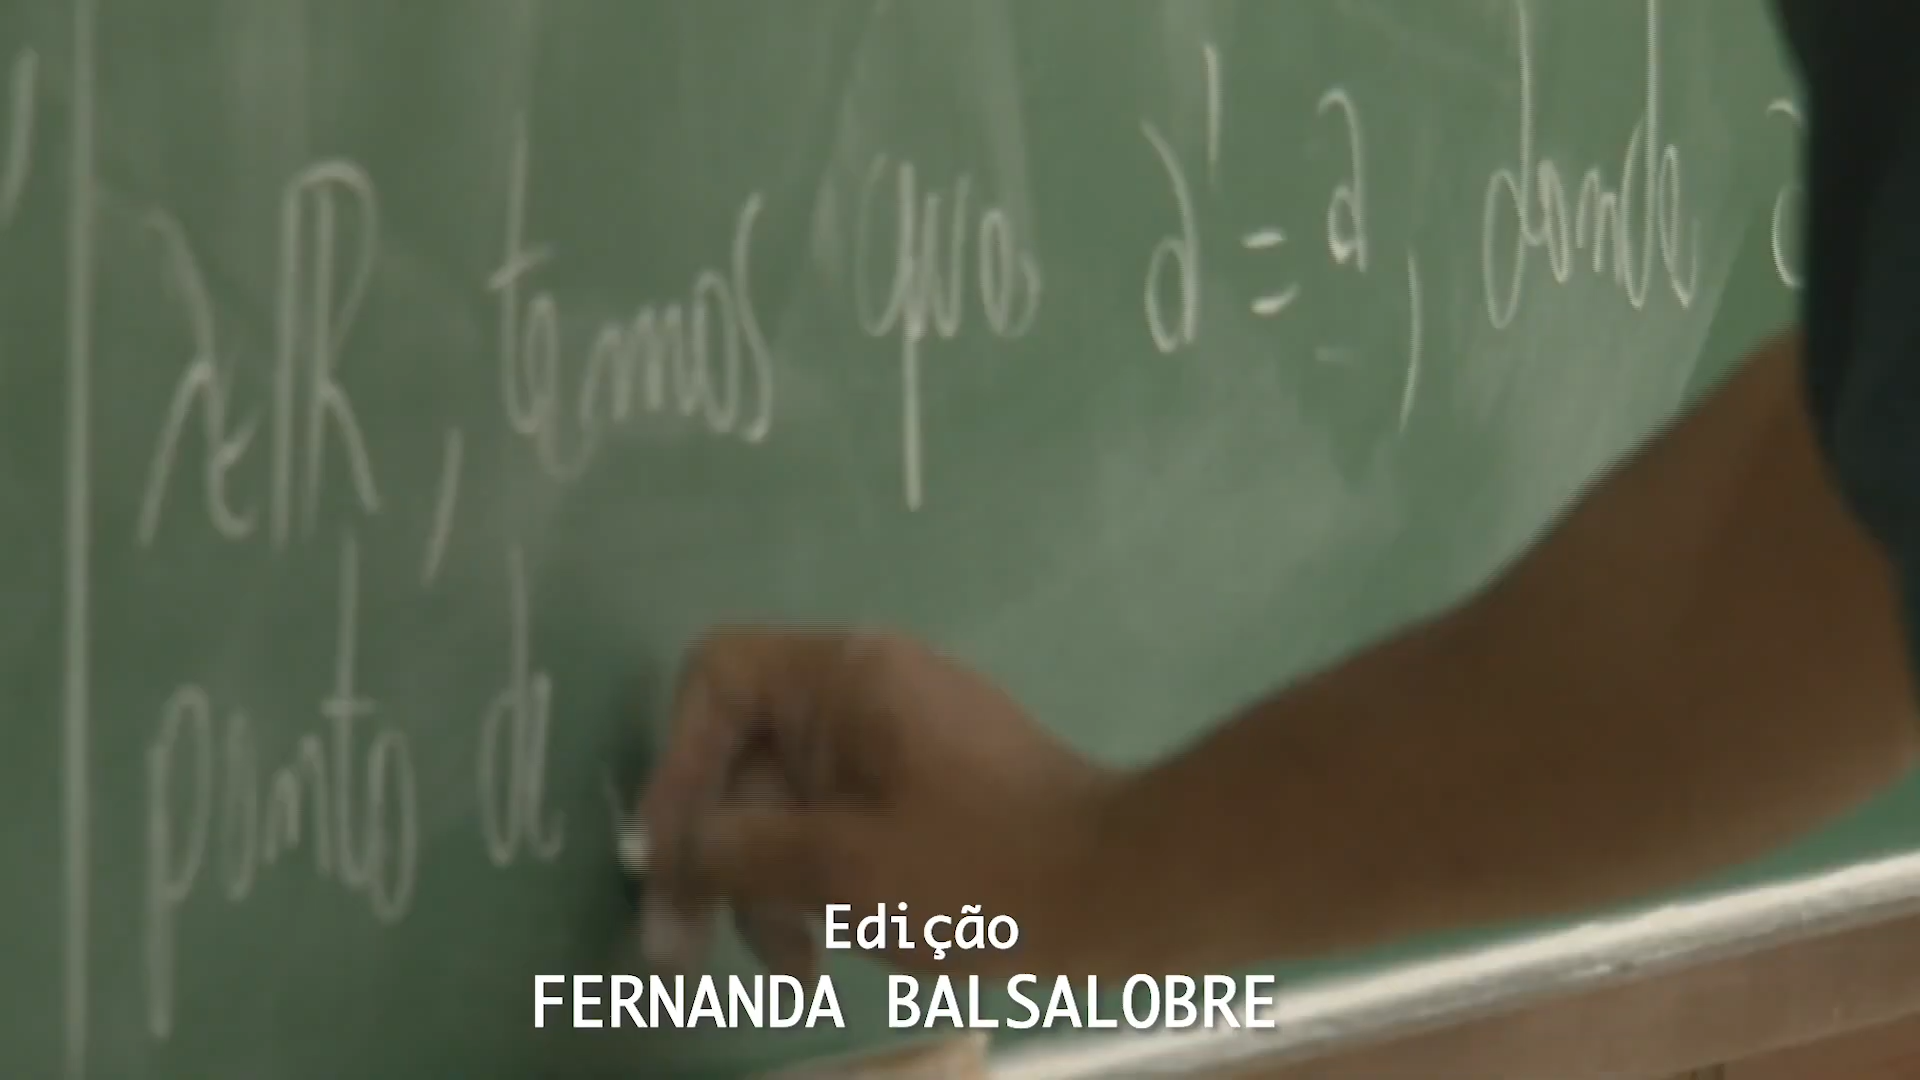 λ∈ℝ, temos que a' = a, donde
ponto de
Edição
FERNANDA BALSALOBRE